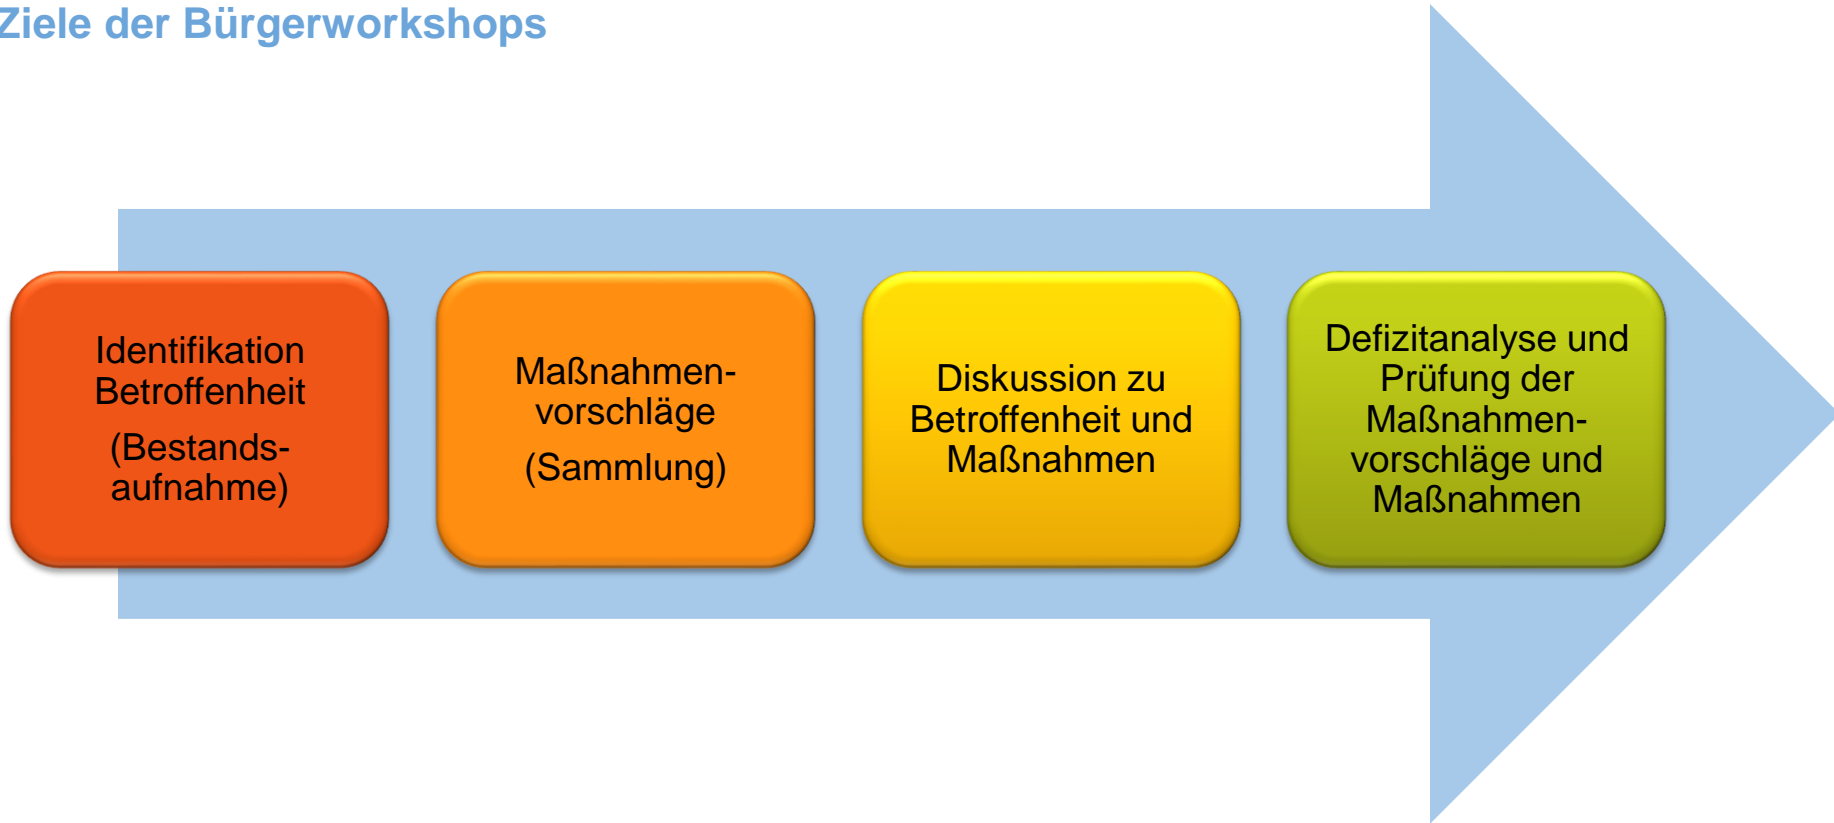 Ziele der Bürgerworkshops
Identifikation
Betroffenheit
(Bestands-
aufnahme)
Maßnahmen-
vorschläge
(Sammlung)
Diskussion zu
Betroffenheit und
Maßnahmen
Defizitanalyse und
Prüfung der
Maßnahmen-
vorschläge und
Maßnahmen